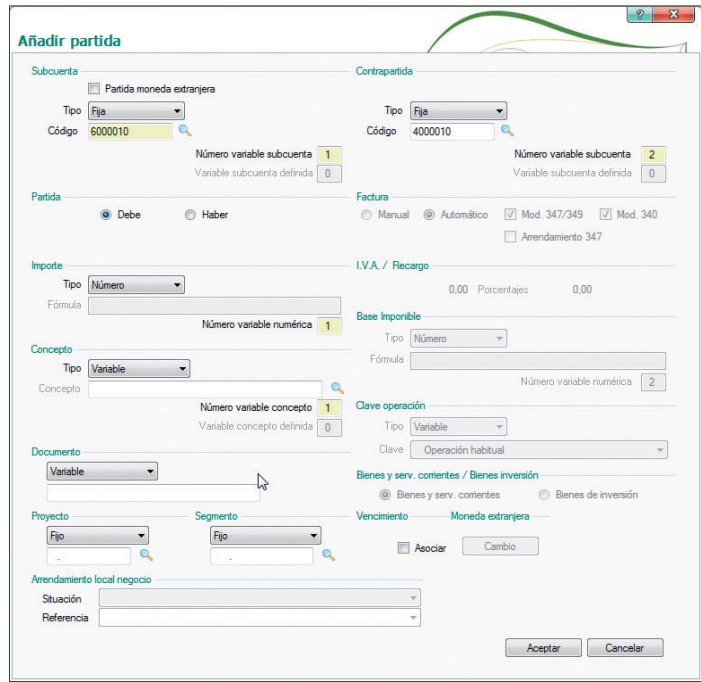 Añadir partida
Subcuenta
Partida moneda extranjera
Tipo Fija
Código 6000010
Número variable subcuenta 1
Variable subcuenta definida 0
Contrapartida
Tipo Fija
Código 4000010
Número variable subcuenta 2
Variable subcuenta definida 0
Partida
Debe Haber
Factura
Manual Automático Mod. 347/349 Mod. 340
Arrendamiento 347
Importe
Tipo Número
Fórmula
Número variable numérica 1
I.V.A. / Recargo
0,00 Porcentajes 0,00
Base Imponible
Tipo Número
Fórmula
Número variable numérica 2
Concepto
Tipo Variable
Concepto
Número variable concepto 1
Variable concepto definida 0
Clave operación
Tipo Variable
Clave Operación habitual
Documento
Variable
Bienes y serv. corrientes / Bienes inversión
Bienes y serv. corrientes Bienes de inversión
Proyecto Segmento
Fijo Fijo
. .
Vencimiento Moneda extranjera
Asociar Cambio
Arrendamiento local negocio
Situación
Referencia
Aceptar Cancelar